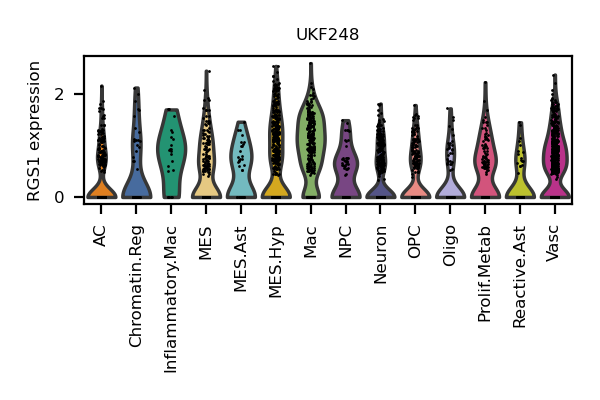 UKF248
RGS1 expression
2
0
AC
Chromatin.Reg
Inflammatory.Mac
MES
MES.Ast
MES.Hyp
Mac
NPC
Neuron
OPC
Oligo
Prolif.Metab
Reactive.Ast
Vasc